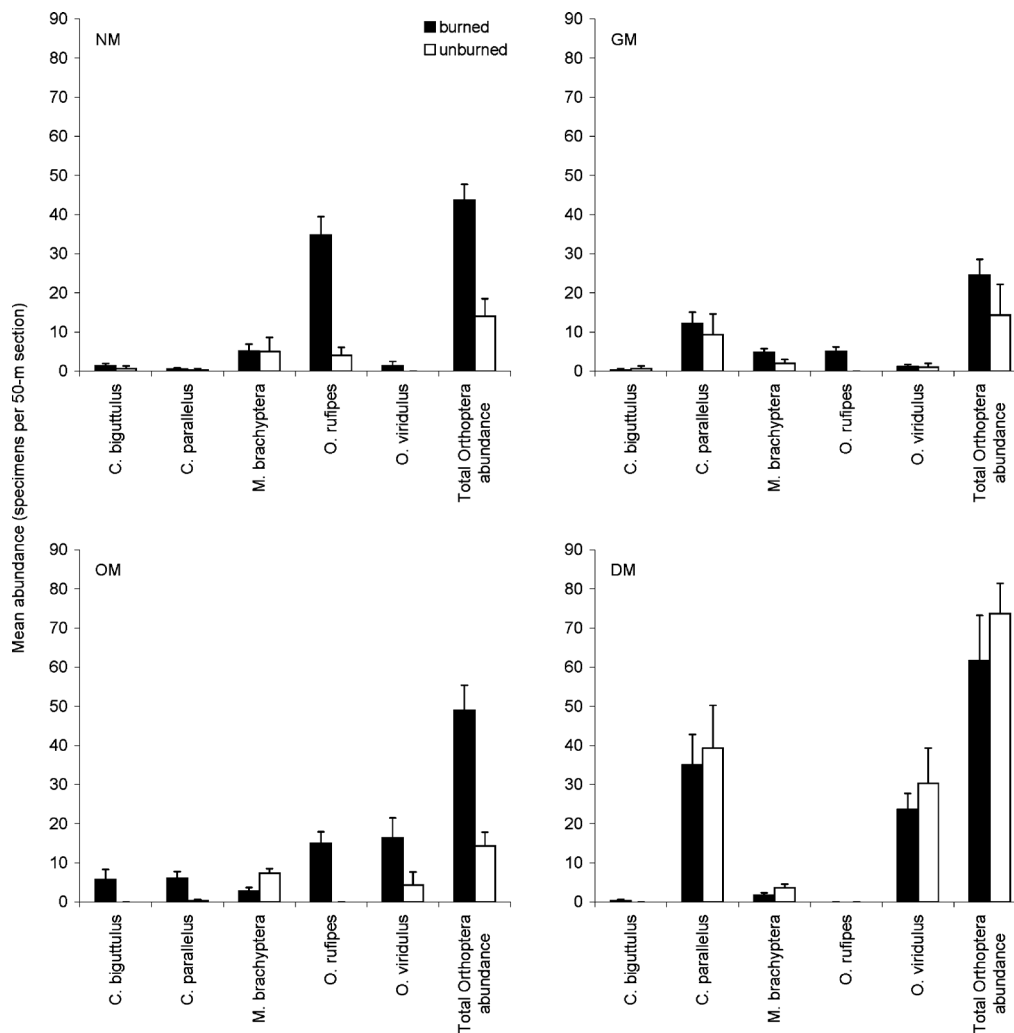 Mean abundance (specimens per 50-m section)
NM
burned
unburned
90
80
70
60
50
40
30
20
10
0
C. biguttulus
C. parallelus
M. brachyptera
O. rufipes
O. viridulus
Total Orthoptera
abundance
GM
90
80
70
60
50
40
30
20
10
0
C. biguttulus
C. parallelus
M. brachyptera
O. rufipes
O. viridulus
Total Orthoptera
abundance
OM
90
80
70
60
50
40
30
20
10
0
C. biguttulus
C. parallelus
M. brachyptera
O. rufipes
O. viridulus
Total Orthoptera
abundance
DM
90
80
70
60
50
40
30
20
10
0
C. biguttulus
C. parallelus
M. brachyptera
O. rufipes
O. viridulus
Total Orthoptera
abundance